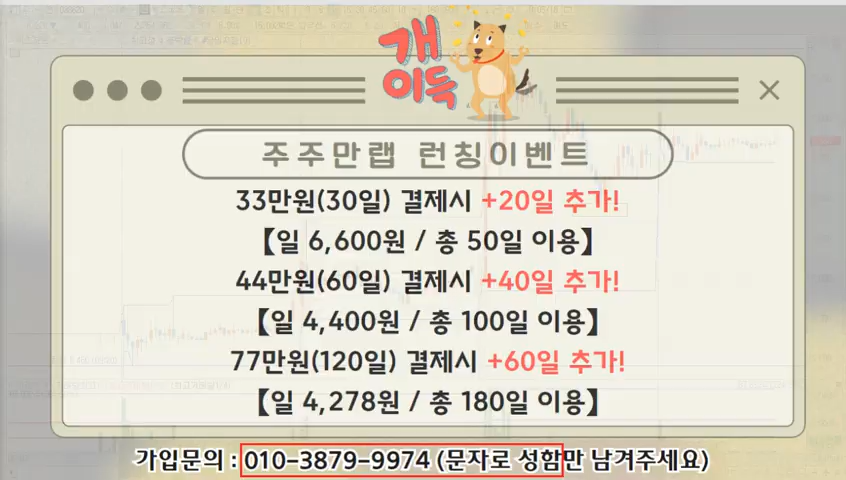 개
이득
주주만랩 런칭이벤트
33만원(30일) 결제시 +20일 추가!
【일 6,600원 / 총 50일 이용】
44만원(60일) 결제시 +40일 추가!
【일 4,400원 / 총 100일 이용】
77만원(120일) 결제시 +60일 추가!
【일 4,278원 / 총 180일 이용】
가입문의 : 010-3879-9974 (문자로 성함만 남겨주세요)